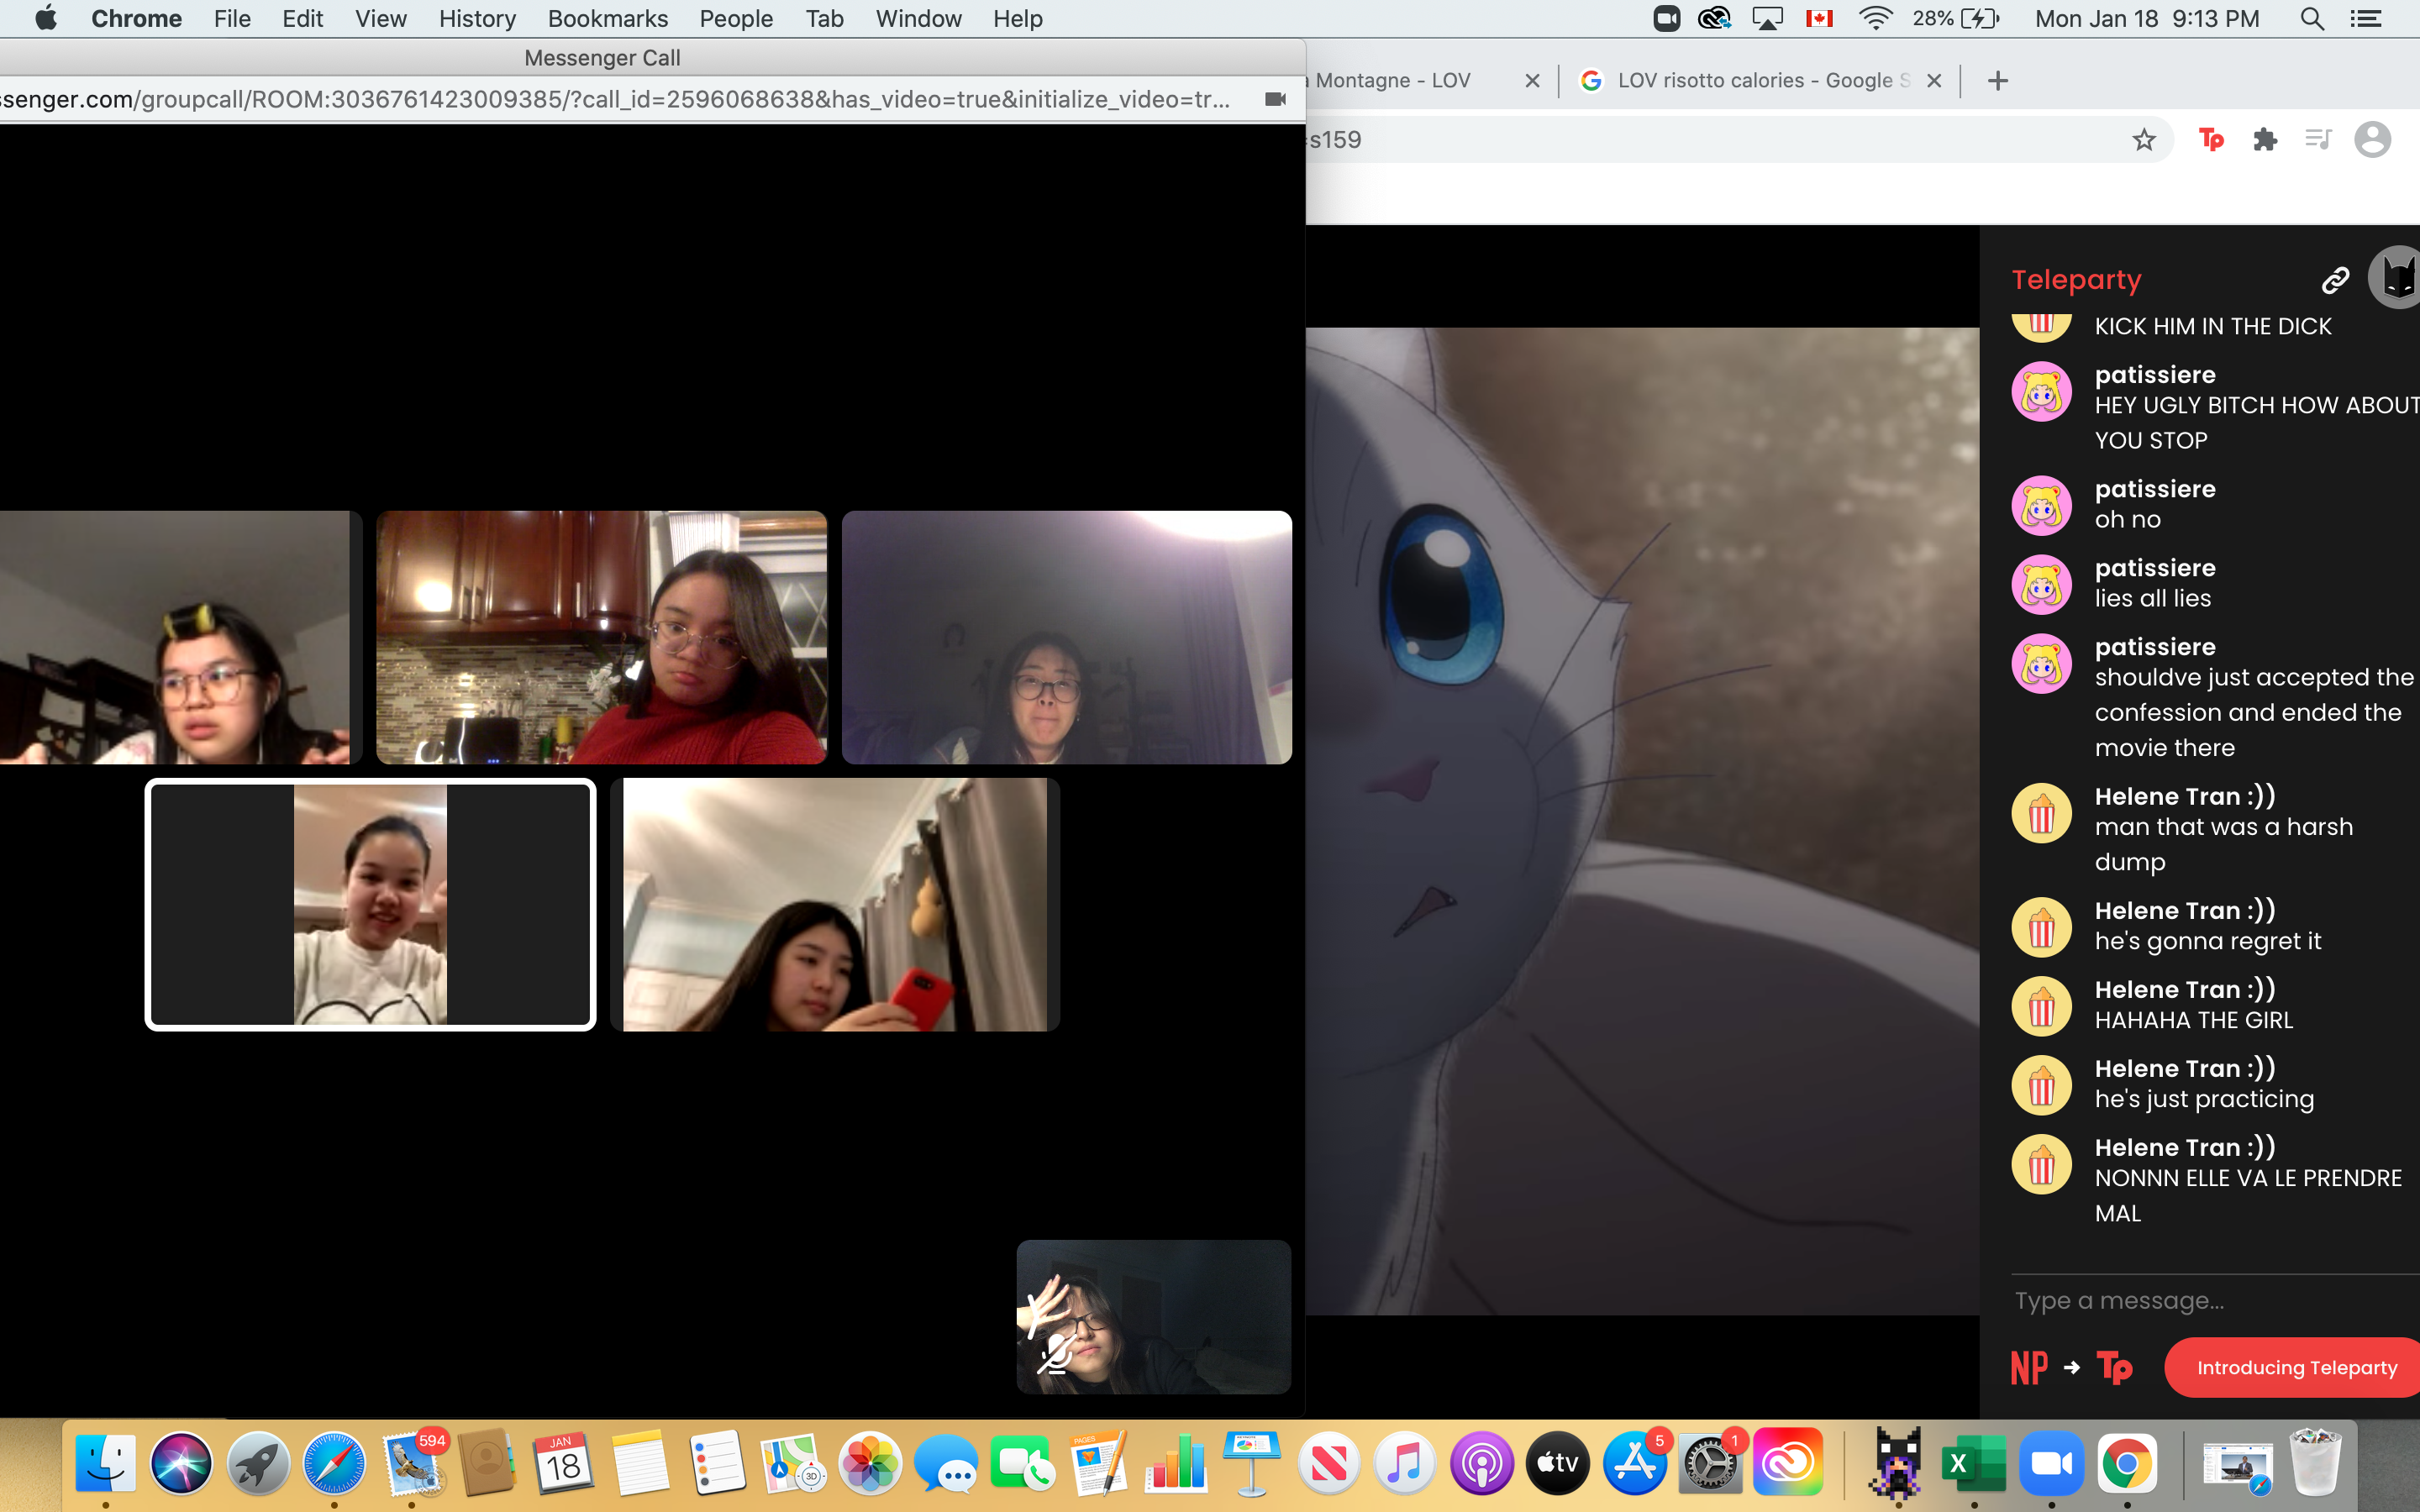 Chrome File Edit View History Bookmarks People Tab Window Help
28% Mon Jan 18 9:13 PM
Messenger Call
ssenger.com/groupcall/ROOM:3036761423009385/?call_id=2596068638&has_video=true&initialize_video=tr...
Montagne - LOV
LOV risotto calories - Google S
s159
Tp
Teleparty
KICK HIM IN THE DICK
patissiere
HEY UGLY BITCH HOW ABOUT
YOU STOP
patissiere
oh no
patissiere
lies all lies
patissiere
shouldve just accepted the
confession and ended the
movie there
Helene Tran :))
man that was a harsh
dump
Helene Tran :))
he's gonna regret it
Helene Tran :))
HAHAHA THE GIRL
Helene Tran :))
he's just practicing
Helene Tran :))
NONNN ELLE VA LE PRENDRE
MAL
Type a message...
NP Tp
Introducing Teleparty
594
JAN
18
3D
PAGES
tv
5
1
X